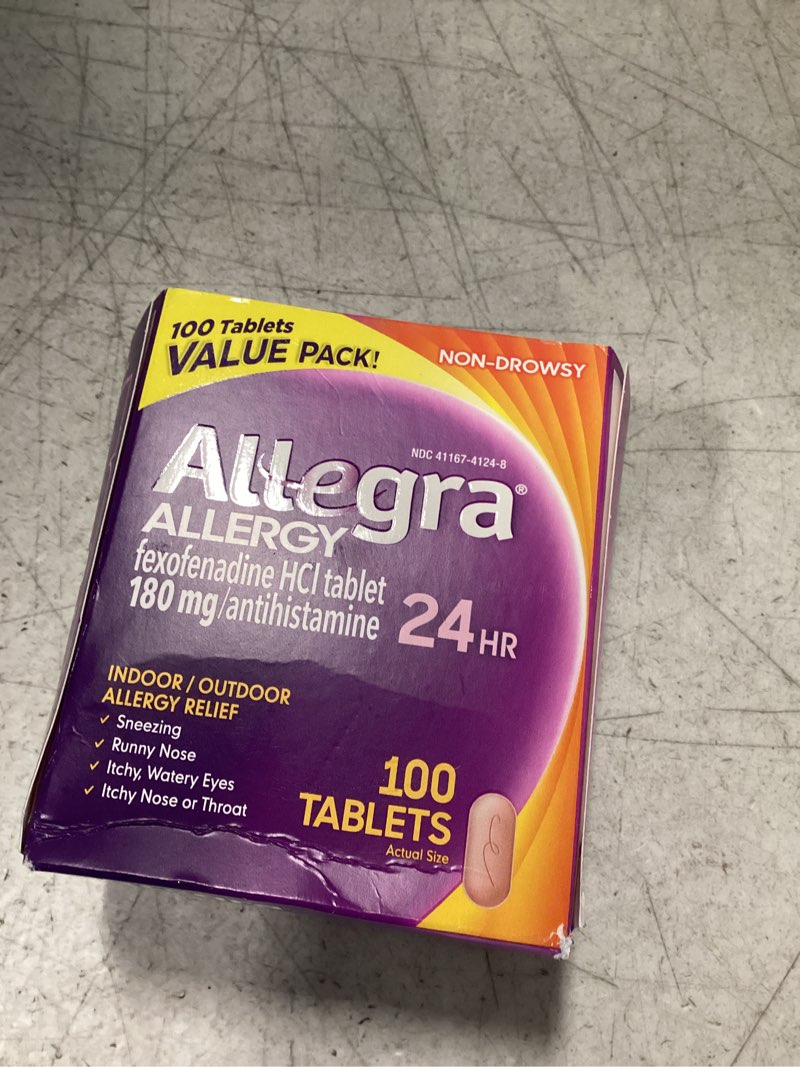 100 Tablets
VALUE PACK!
NON-DROWSY
NDC 41167-4124-8
Allegra®
ALLERGY
fexofenadine HCl tablet
180 mg/antihistamine
24 HR
INDOOR / OUTDOOR
ALLERGY RELIEF
✓ Sneezing
✓ Runny Nose
✓ Itchy, Watery Eyes
✓ Itchy Nose or Throat
100
TABLETS
Actual Size